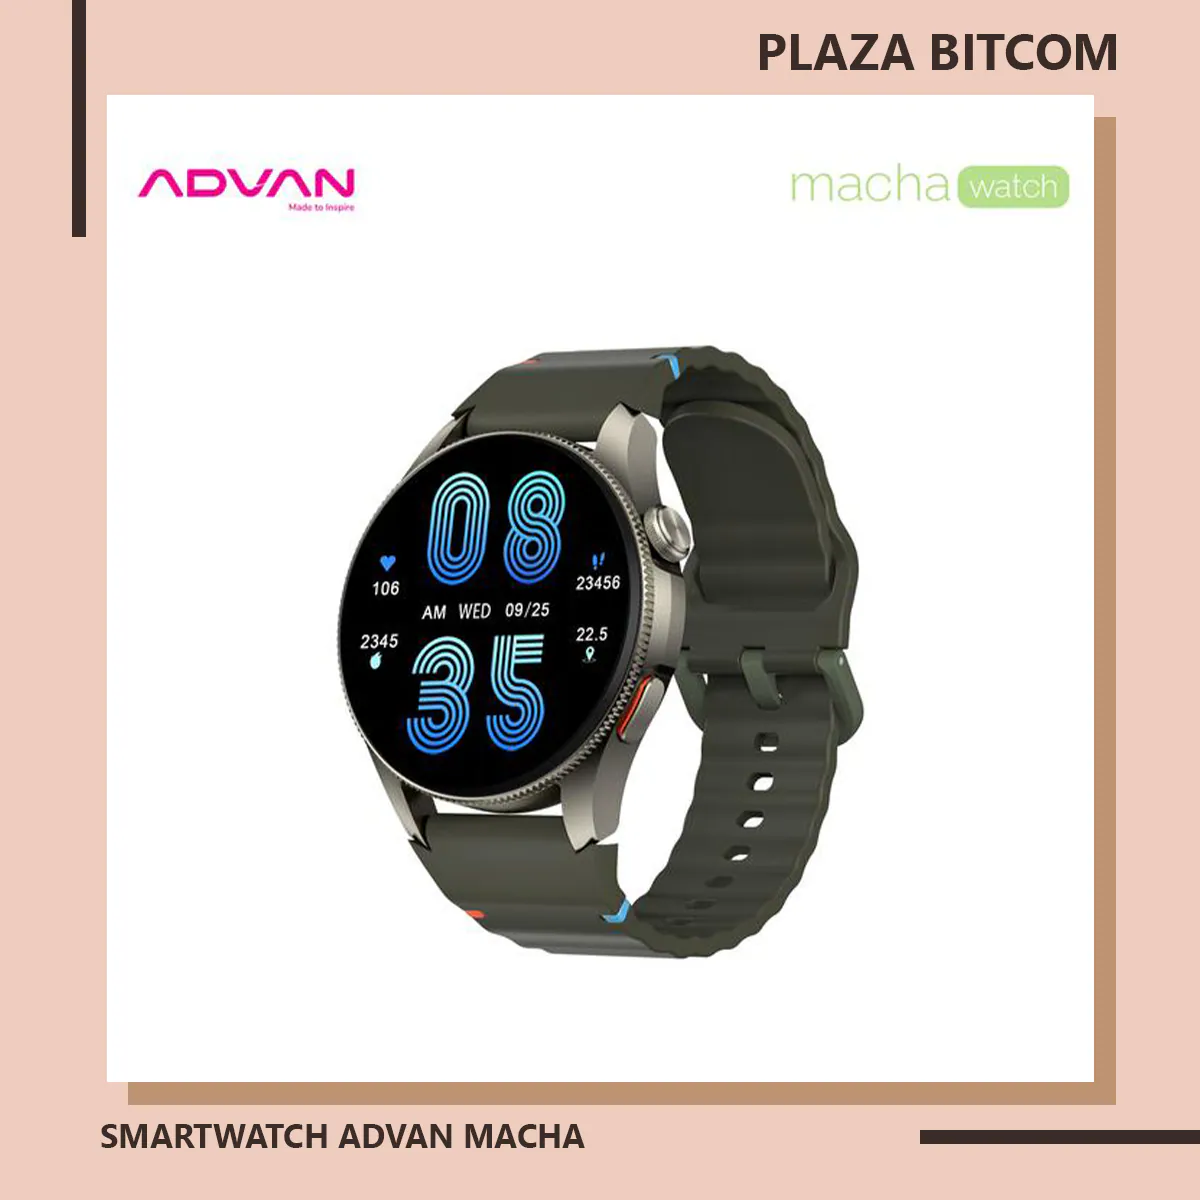 PLAZA BITCOM
ADVAN
Made to Inspire
macha watch
08
106
23456
AM WED 09/25
2345
22.5
35
SMARTWATCH ADVAN MACHA